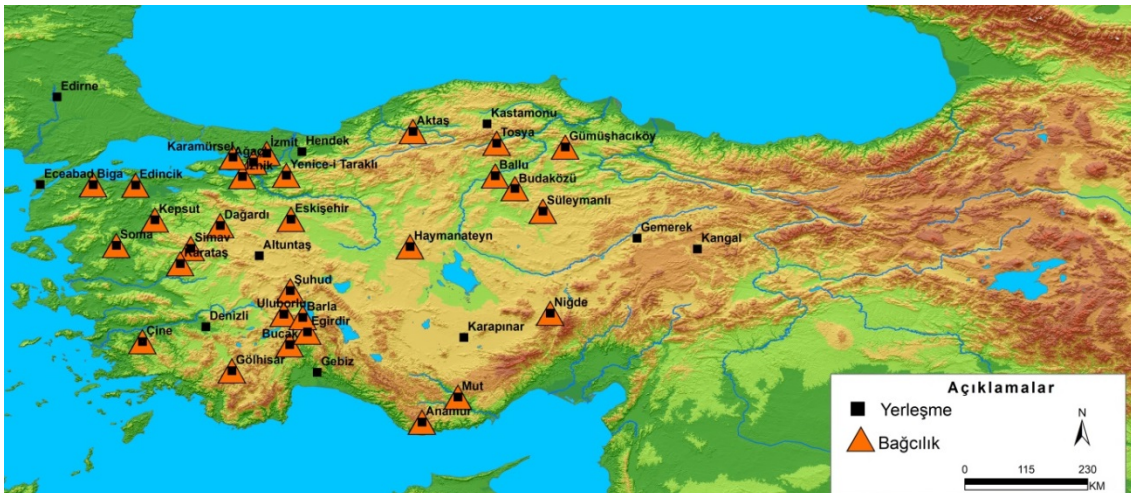 Edirne
Kastamonu
Aktaş
Tosya
Gümüşhacıköy
Hendek
İzmit
Karamürsel
Yenice-i Taraklı
Ballu
Budaközü
Eceabad
Biga
Edincik
Süleymanlı
Kepsut
Dağardı
Eskişehir
Soma
Simav
Karataş
Altuntaş
Haymanateyn
Gemerek
Kangal
Şuhud
Uluborlu
Barla
Niğde
Denizli
Eğirdir
Bucak
Çine
Karapınar
Gölhisar
Gebiz
Mut
Anamur
Açıklamalar
Yerleşme
Bağcılık
N
0 115 230
KM